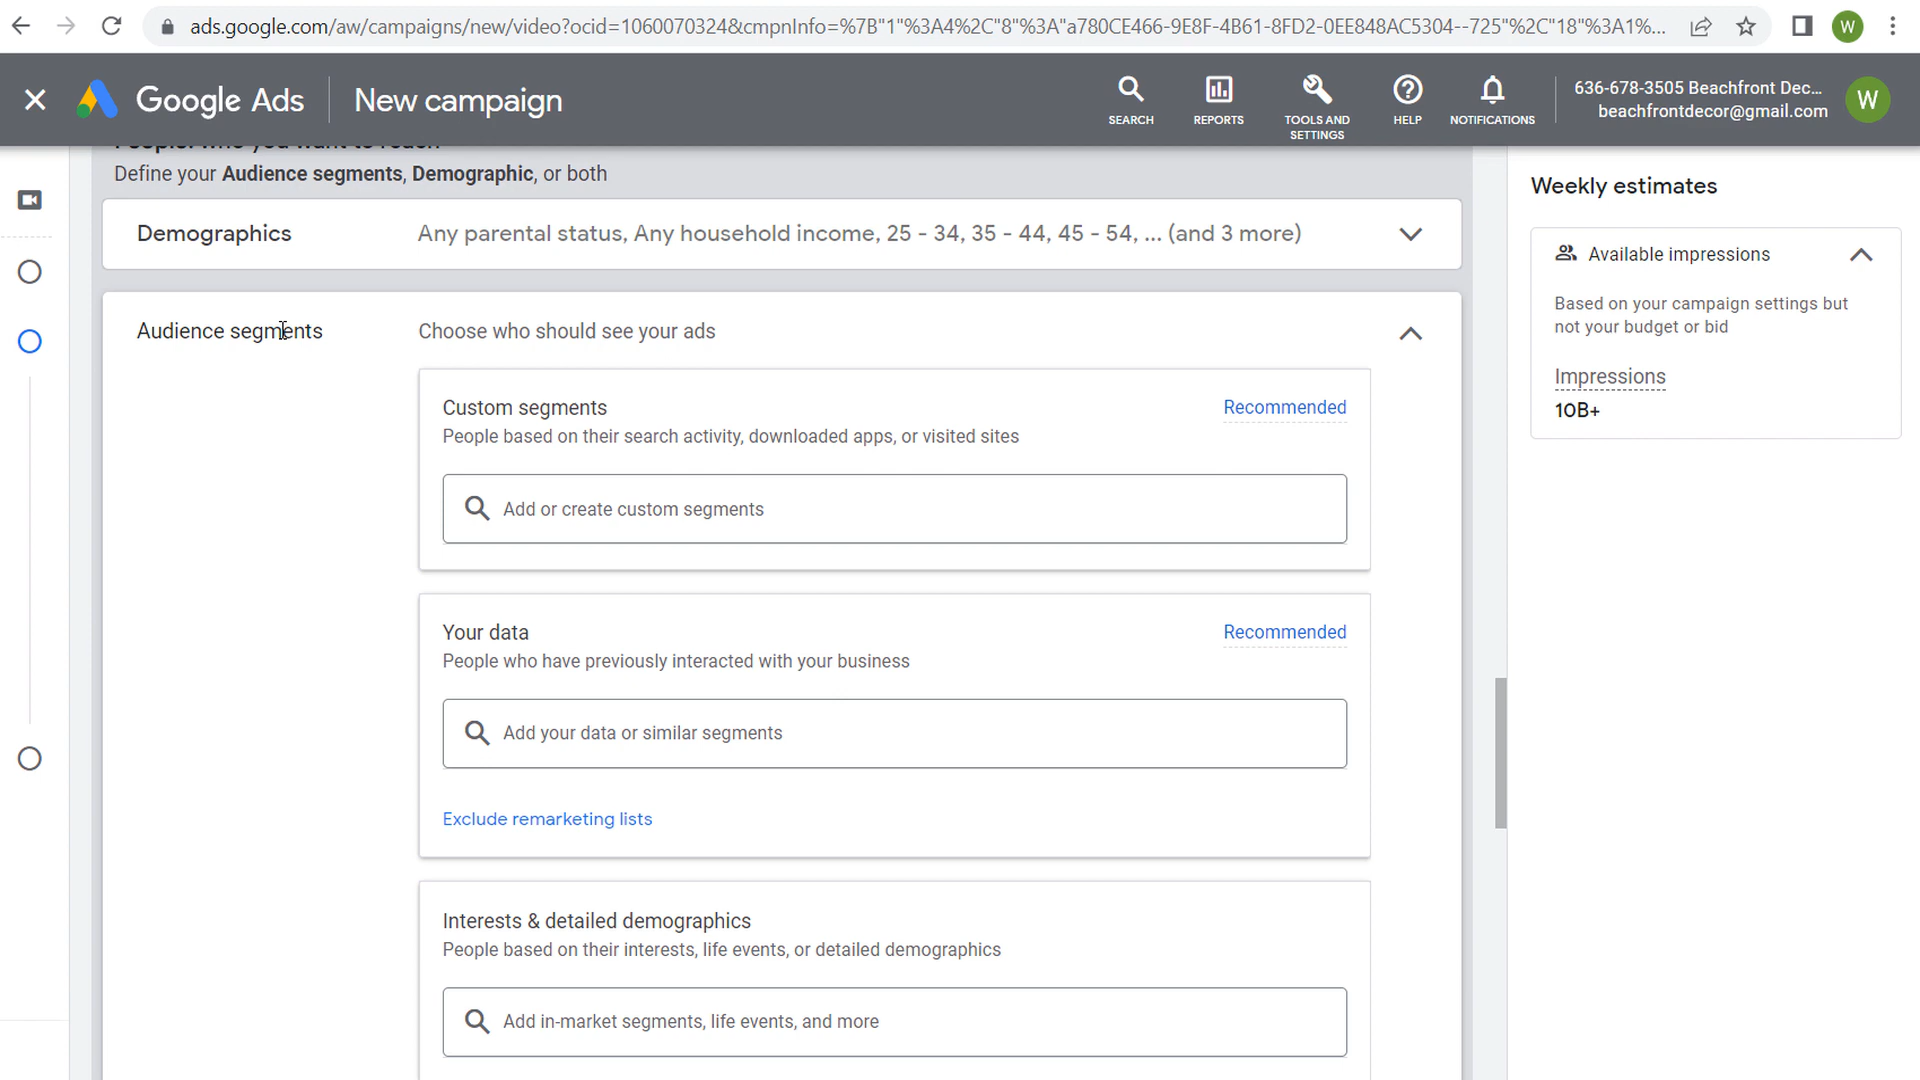 ads.google.com/aw/campaigns/new/video?ocid=1060070324&cmpnInfo=%7B"1"%3A4%2C"8"%3A"a780CE466-9E8F-4B61-8FD2-0EE848AC5304--725"%2C"18"%3A1%...
W
Google Ads
New campaign
SEARCH
REPORTS
TOOLS AND
SETTINGS
HELP
NOTIFICATIONS
636-678-3505 Beachfront Dec...
beachfrontdecor@gmail.com
W
People: who you want to reach
Define your Audience segments, Demographic, or both
Demographics
Any parental status, Any household income, 25 - 34, 35 - 44, 45 - 54, ... (and 3 more)
Audience segments
Choose who should see your ads
Custom segments
Recommended
People based on their search activity, downloaded apps, or visited sites
Add or create custom segments
Your data
Recommended
People who have previously interacted with your business
Add your data or similar segments
Exclude remarketing lists
Interests & detailed demographics
People based on their interests, life events, or detailed demographics
Add in-market segments, life events, and more
Weekly estimates
Available impressions
Based on your campaign settings but
not your budget or bid
Impressions
10B+